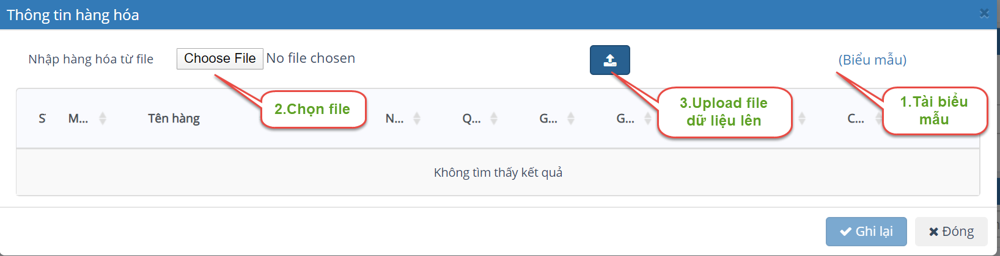 Thông tin hàng hóa
Nhập hàng hóa từ file Choose File No file chosen (Biểu mẫu)
2.Chọn file
3.Upload file
dữ liệu lên
1.Tài biểu
mẫu
S M... Tên hàng N... Q... G... G... C...
Không tìm thấy kết quả
Ghi lại Đóng